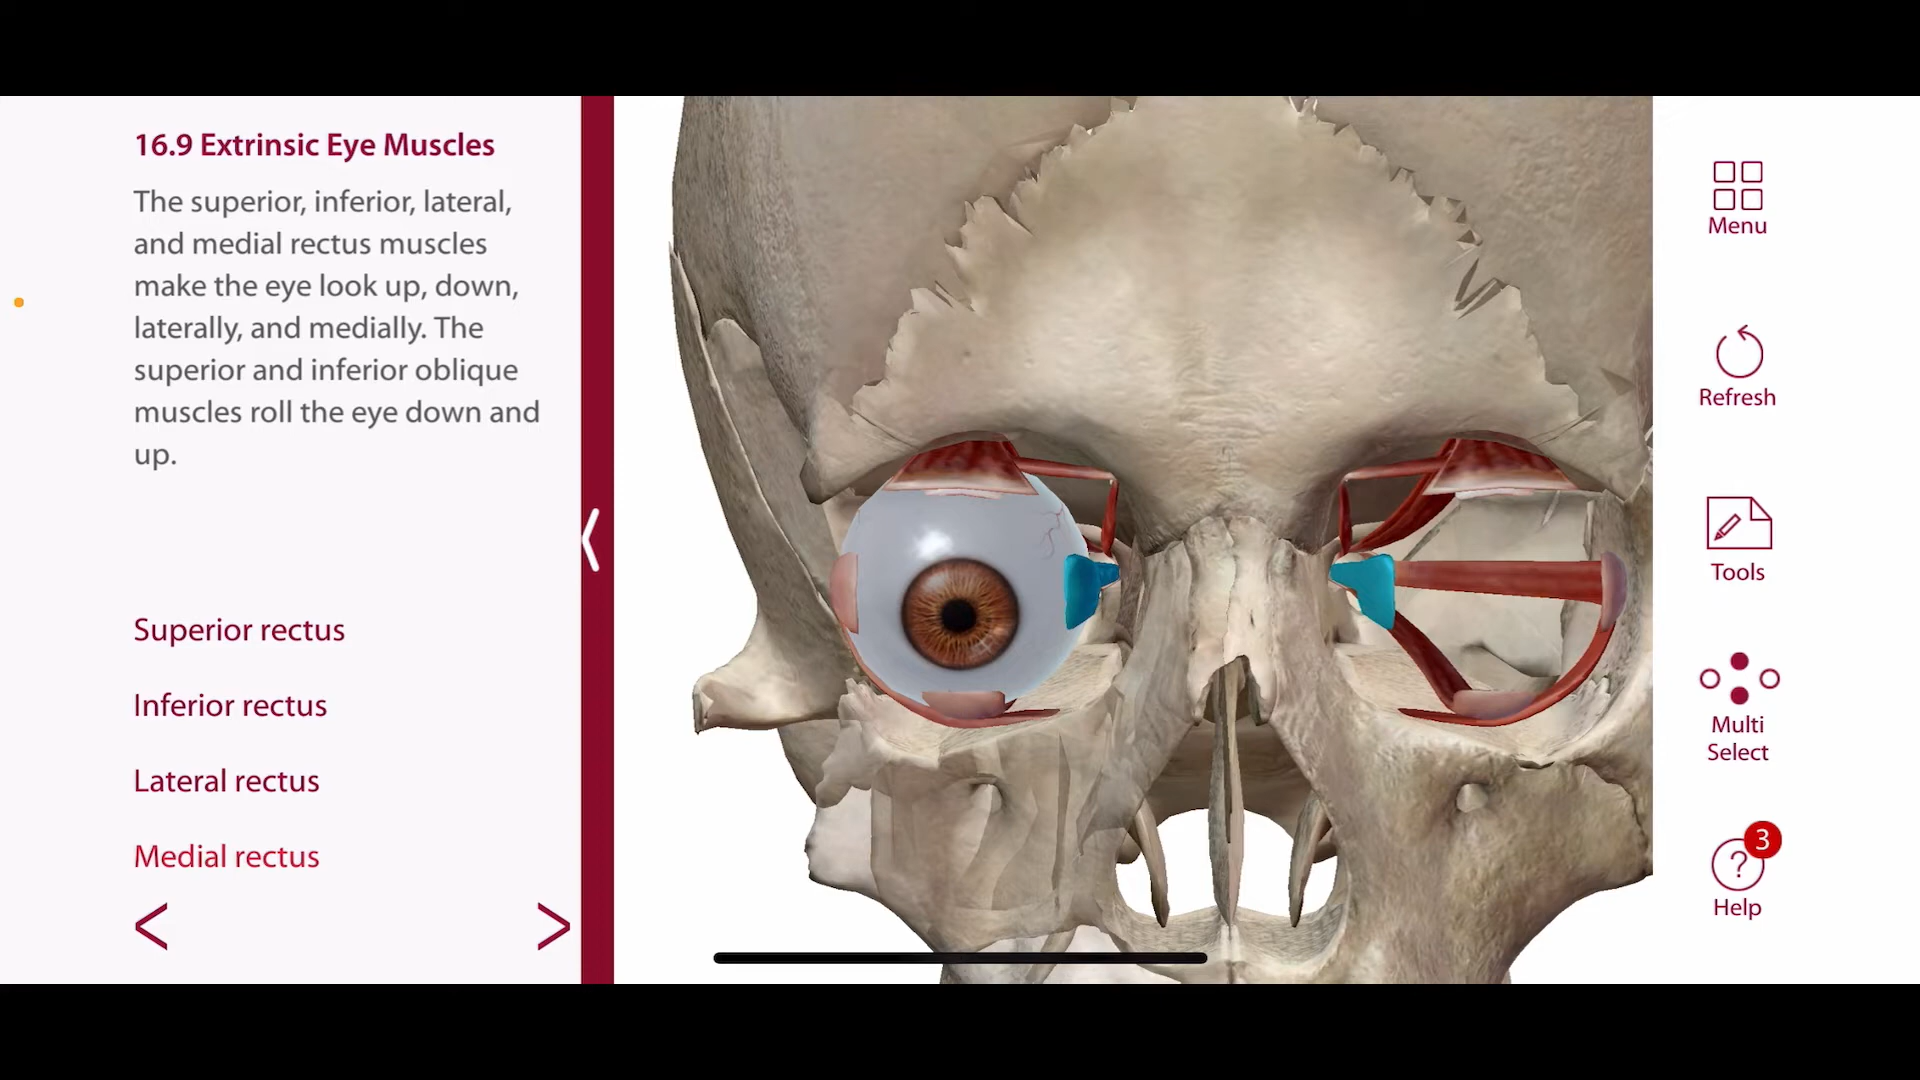 16.9 Extrinsic Eye Muscles
The superior, inferior, lateral,
and medial rectus muscles
make the eye look up, down,
laterally, and medially. The
superior and inferior oblique
muscles roll the eye down and
up.
Superior rectus
Inferior rectus
Lateral rectus
Medial rectus
Menu
Refresh
Tools
Multi
Select
3
Help